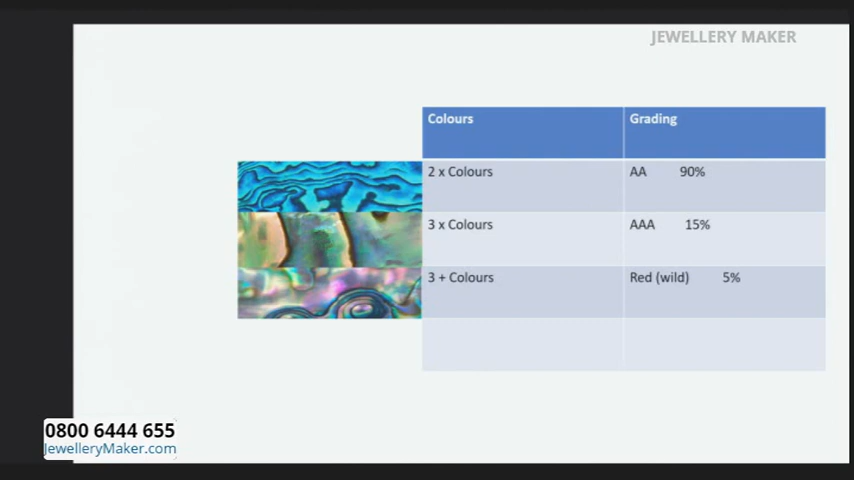 JEWELLERY MAKER
Colours Grading
2 x Colours AA 90%
3 x Colours AAA 15%
3 + Colours Red (wild) 5%
0800 6444 655
JewelleryMaker.com